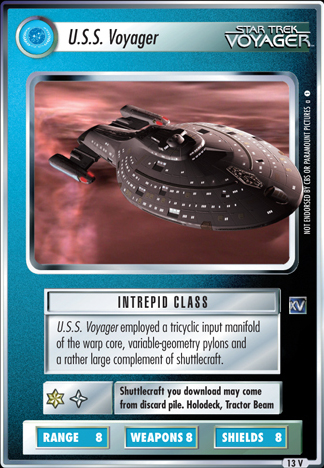 U.S.S. Voyager
STAR TREK
VOYAGER
NOT ENDORSED BY CBS OR PARAMOUNT PICTURES
INTREPID CLASS
U.S.S. Voyager employed a tricyclic input manifold
of the warp core, variable-geometry pylons and
a rather large complement of shuttlecraft.
Shuttlecraft you download may come
from discard pile. Holodeck, Tractor Beam
RANGE 8 WEAPONS 8 SHIELDS 8
13 V